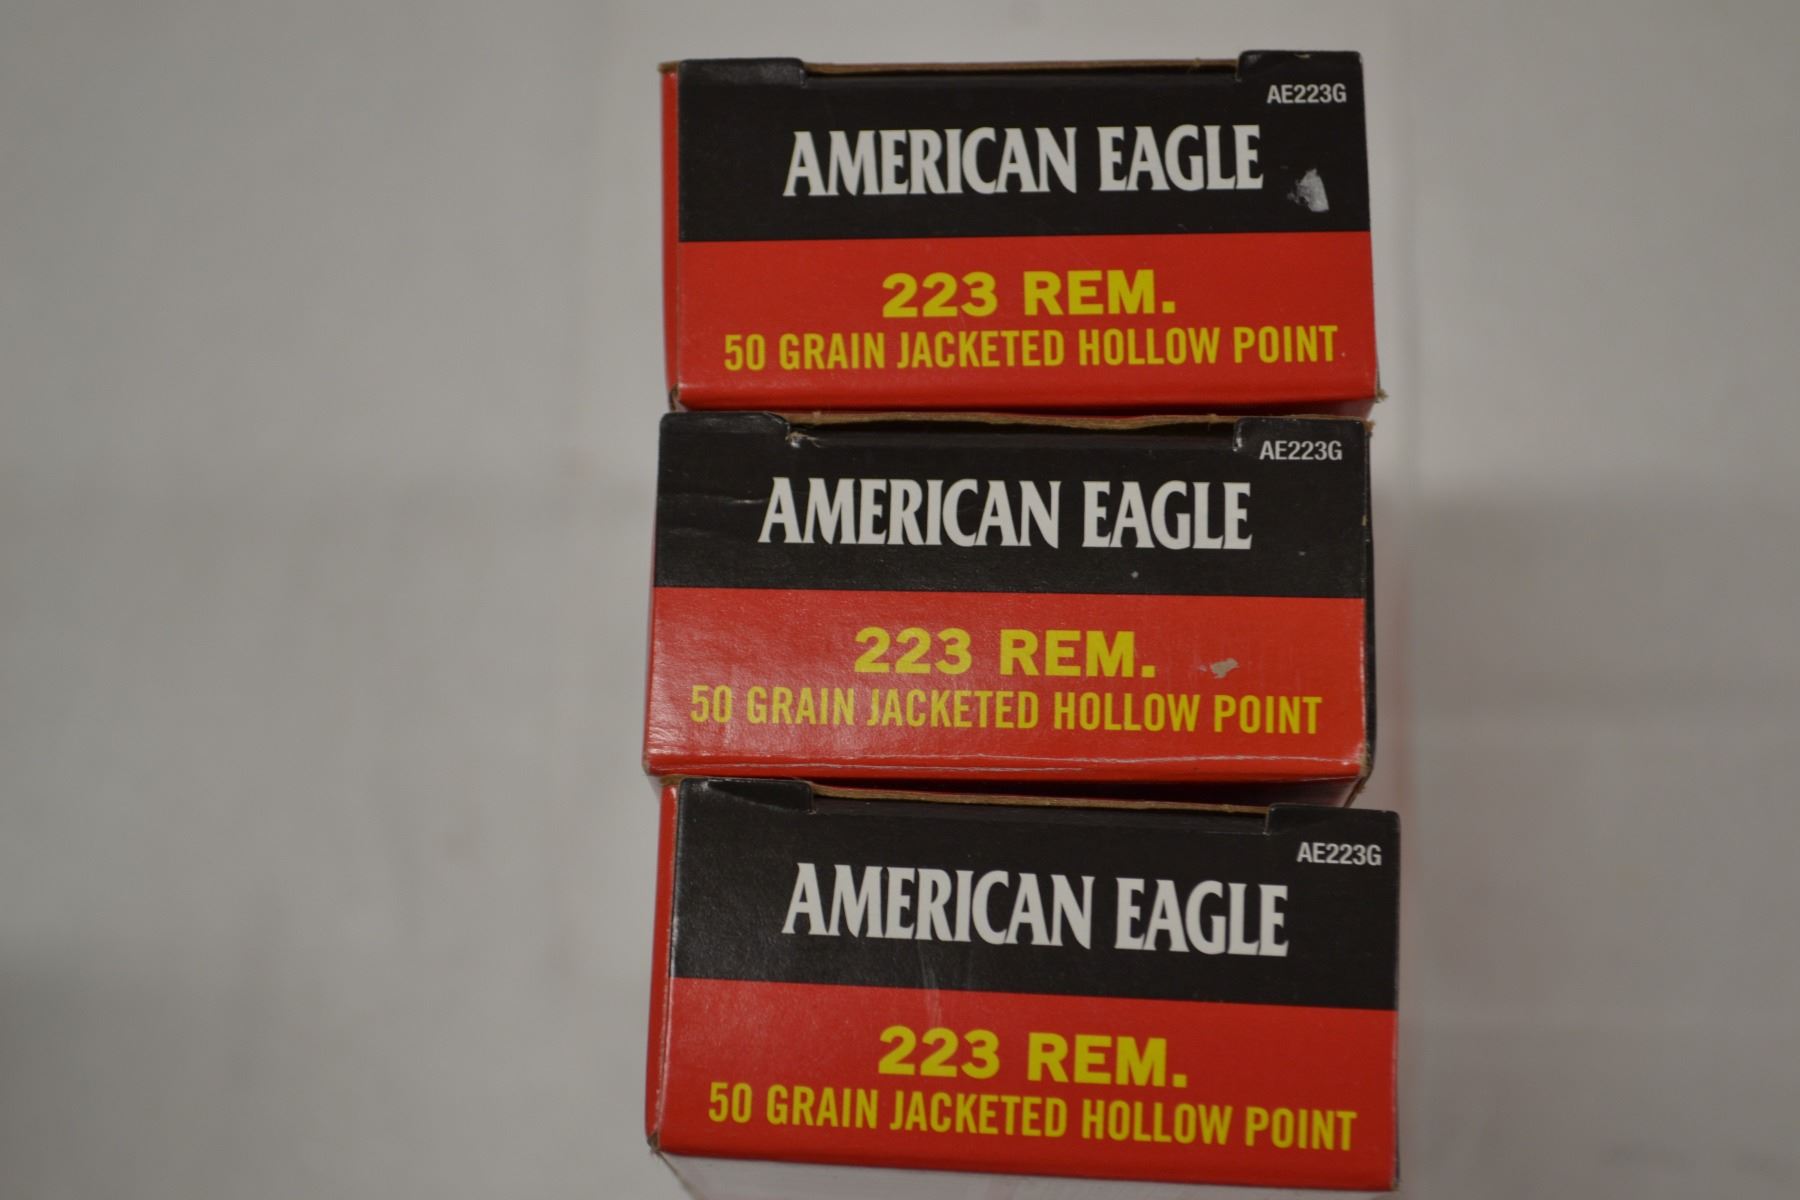 AE223G
AMERICAN EAGLE
223 REM.
50 GRAIN JACKETED HOLLOW POINT
AE223G
AMERICAN EAGLE
223 REM.
50 GRAIN JACKETED HOLLOW POINT
AE223G
AMERICAN EAGLE
223 REM.
50 GRAIN JACKETED HOLLOW POINT